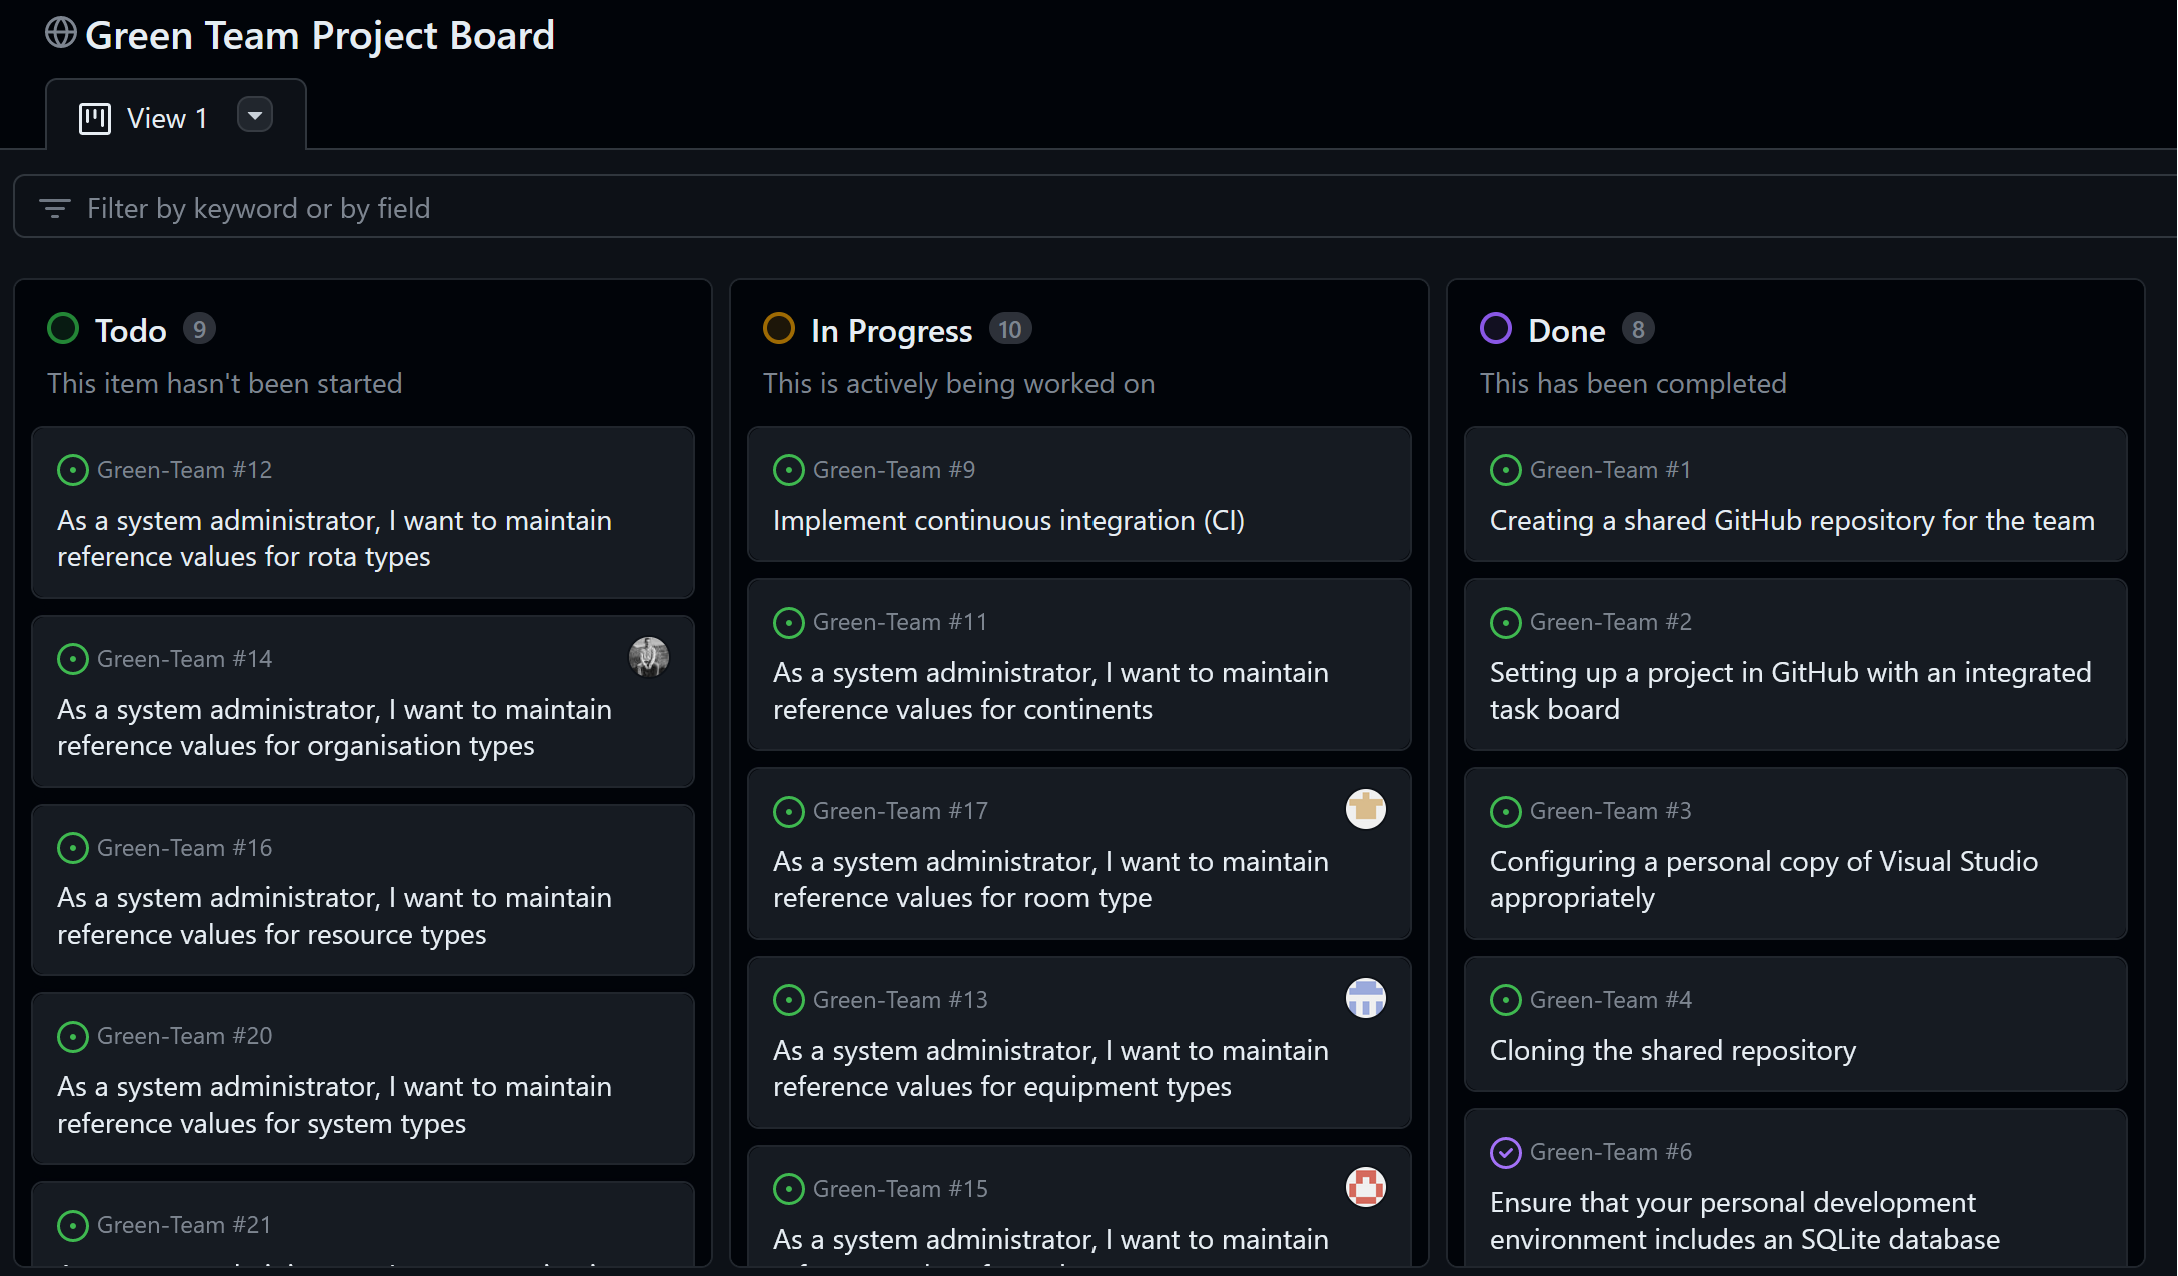 Green Team Project Board
View 1
Filter by keyword or by field
Todo 9
This item hasn't been started
Green-Team #12
As a system administrator, I want to maintain
reference values for rota types
Green-Team #14
As a system administrator, I want to maintain
reference values for organisation types
Green-Team #16
As a system administrator, I want to maintain
reference values for resource types
Green-Team #20
As a system administrator, I want to maintain
reference values for system types
Green-Team #21
In Progress 10
This is actively being worked on
Green-Team #9
Implement continuous integration (CI)
Green-Team #11
As a system administrator, I want to maintain
reference values for continents
Green-Team #17
As a system administrator, I want to maintain
reference values for room type
Green-Team #13
As a system administrator, I want to maintain
reference values for equipment types
Green-Team #15
As a system administrator, I want to maintain
Done 8
This has been completed
Green-Team #1
Creating a shared GitHub repository for the team
Green-Team #2
Setting up a project in GitHub with an integrated
task board
Green-Team #3
Configuring a personal copy of Visual Studio
appropriately
Green-Team #4
Cloning the shared repository
Green-Team #6
Ensure that your personal development
environment includes an SQLite database